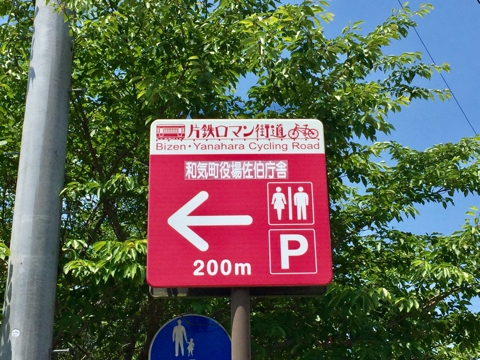 片鉄ロマン街道
Bizen・Yanahara Cycling Road
和気町役場佐伯庁舎
P
200m